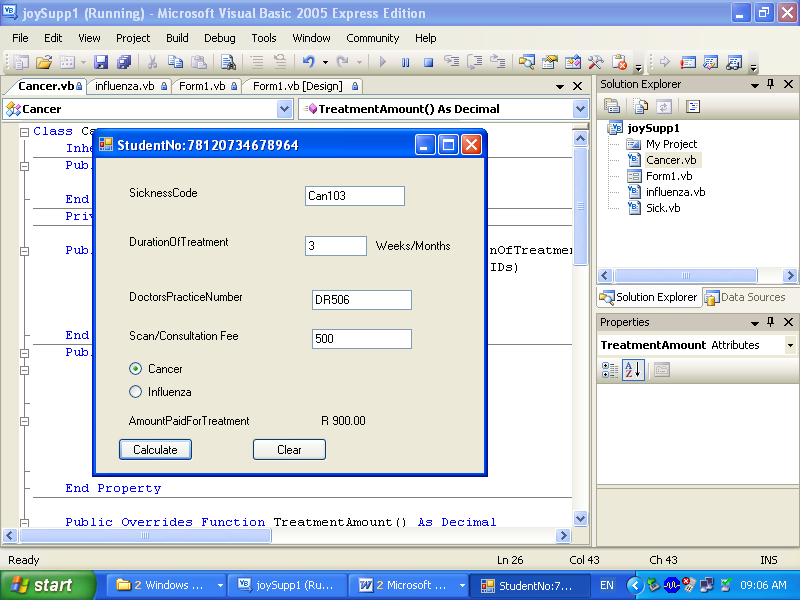 joySupp1 (Running) - Microsoft Visual Basic 2005 Express Edition
File Edit View Project Build Debug Tools Window Community Help
Cancer.vb influenza.vb Form1.vb Form1.vb [Design]
Cancer TreatmentAmount() As Decimal
Class Ca
Inhe
Publ
End
Priv
Publ nOfTreatmen
IDs)
End
Publ
End Property
Public Overrides Function TreatmentAmount() As Decimal
StudentNo:78120734678964
SicknessCode Can103
DurationOfTreatment 3 Weeks/Months
DoctorsPracticeNumber DR506
Scan/Consultation Fee 500
Cancer
Influenza
AmountPaidForTreatment R 900.00
Calculate Clear
Solution Explorer
joySupp1
My Project
Cancer.vb
Form1.vb
influenza.vb
Sick.vb
Solution Explorer Data Sources
Properties
TreatmentAmount Attributes
Ready Ln 26 Col 43 Ch 43 INS
start 2 Windows ... joySupp1 (Ru... 2 Microsoft ... StudentNo:7... EN 09:06 AM